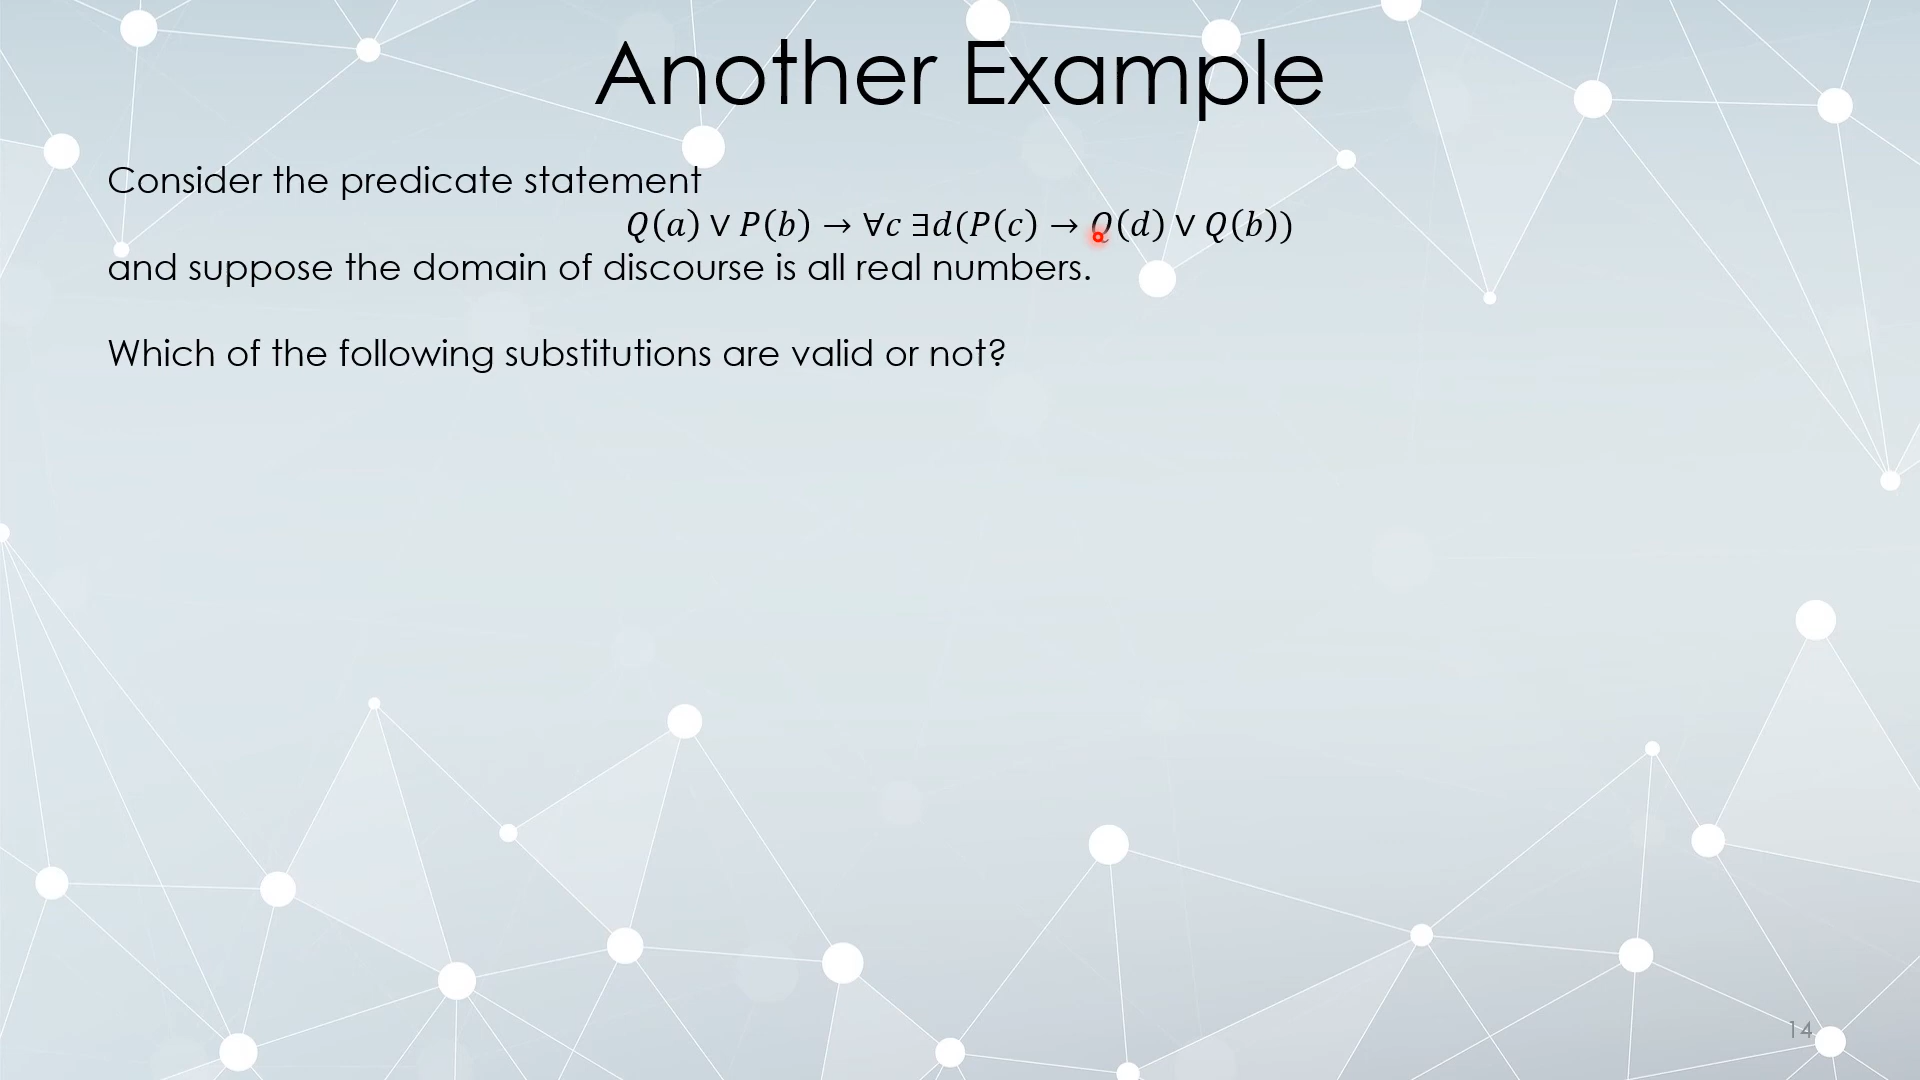 Another Example
Consider the predicate statement
𝑄(𝑎) ∨ 𝑃(𝑏) → ∀𝑐 ∃𝑑(𝑃(𝑐) → 𝑄(𝑑) ∨ 𝑄(𝑏))
and suppose the domain of discourse is all real numbers.
Which of the following substitutions are valid or not?
14